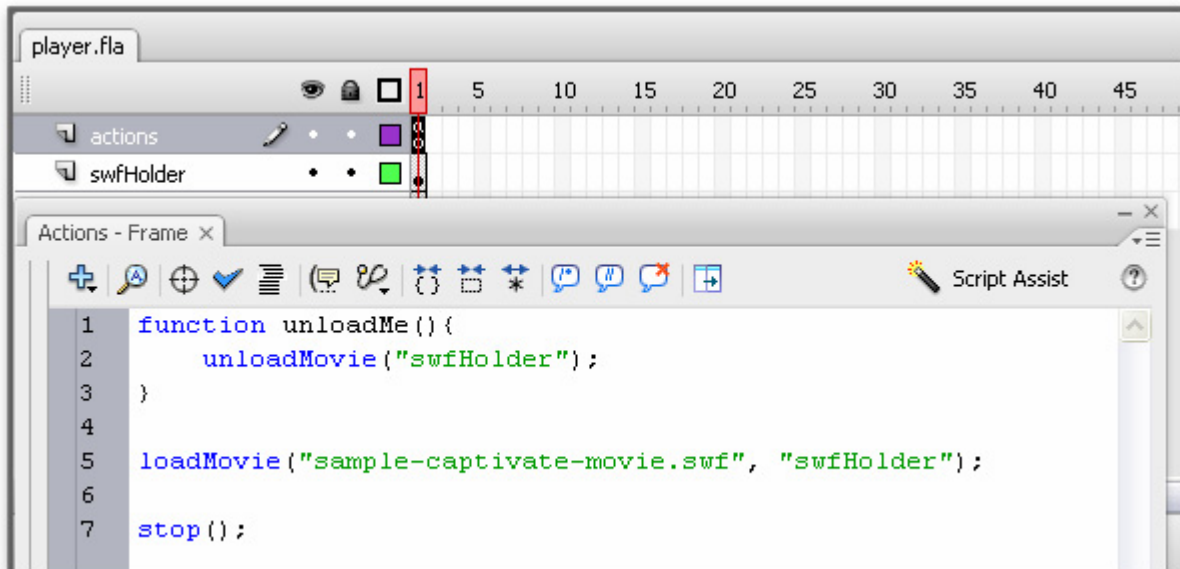 player.fla
1 5 10 15 20 25 30 35 40 45
actions
swfHolder
Actions - Frame
Script Assist
1 function unloadMe(){
2 unloadMovie("swfHolder");
3 }
4
5 loadMovie("sample-captivate-movie.swf", "swfHolder");
6
7 stop();